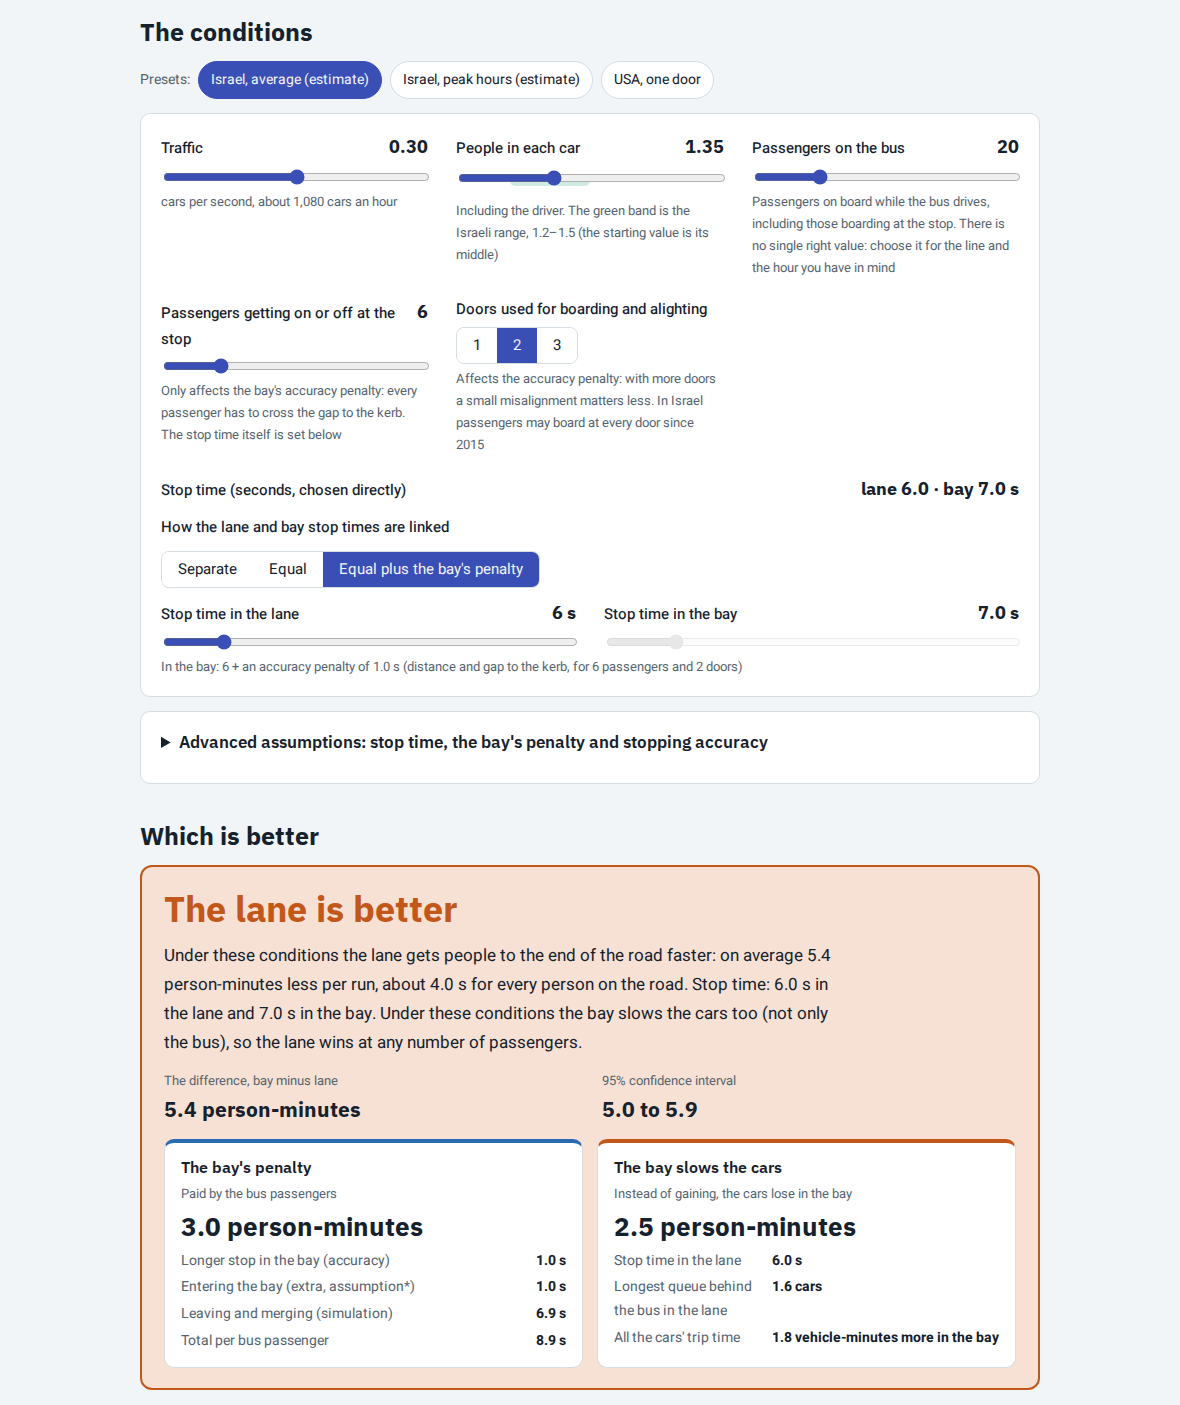 The conditions
Presets: Israel, average (estimate) Israel, peak hours (estimate) USA, one door
Traffic 0.30
cars per second, about 1,080 cars an hour
People in each car 1.35
Including the driver. The green band is the
Israeli range, 1.2–1.5 (the starting value is its
middle)
Passengers on the bus 20
Passengers on board while the bus drives,
including those boarding at the stop. There is
no single right value: choose it for the line and
the hour you have in mind
Passengers getting on or off at the 6
stop
Only affects the bay's accuracy penalty: every
passenger has to cross the gap to the kerb.
The stop time itself is set below
Doors used for boarding and alighting
1 2 3
Affects the accuracy penalty: with more doors
a small misalignment matters less. In Israel
passengers may board at every door since
2015
Stop time (seconds, chosen directly) lane 6.0 · bay 7.0 s
How the lane and bay stop times are linked
Separate Equal Equal plus the bay's penalty
Stop time in the lane 6 s
Stop time in the bay 7.0 s
In the bay: 6 + an accuracy penalty of 1.0 s (distance and gap to the kerb, for 6 passengers and 2 doors)
Advanced assumptions: stop time, the bay's penalty and stopping accuracy
Which is better
The lane is better
Under these conditions the lane gets people to the end of the road faster: on average 5.4
person-minutes less per run, about 4.0 s for every person on the road. Stop time: 6.0 s in
the lane and 7.0 s in the bay. Under these conditions the bay slows the cars too (not only
the bus), so the lane wins at any number of passengers.
The difference, bay minus lane
5.4 person-minutes
95% confidence interval
5.0 to 5.9
The bay's penalty
Paid by the bus passengers
3.0 person-minutes
Longer stop in the bay (accuracy) 1.0 s
Entering the bay (extra, assumption*) 1.0 s
Leaving and merging (simulation) 6.9 s
Total per bus passenger 8.9 s
The bay slows the cars
Instead of gaining, the cars lose in the bay
2.5 person-minutes
Stop time in the lane 6.0 s
Longest queue behind 1.6 cars
the bus in the lane
All the cars' trip time 1.8 vehicle-minutes more in the bay